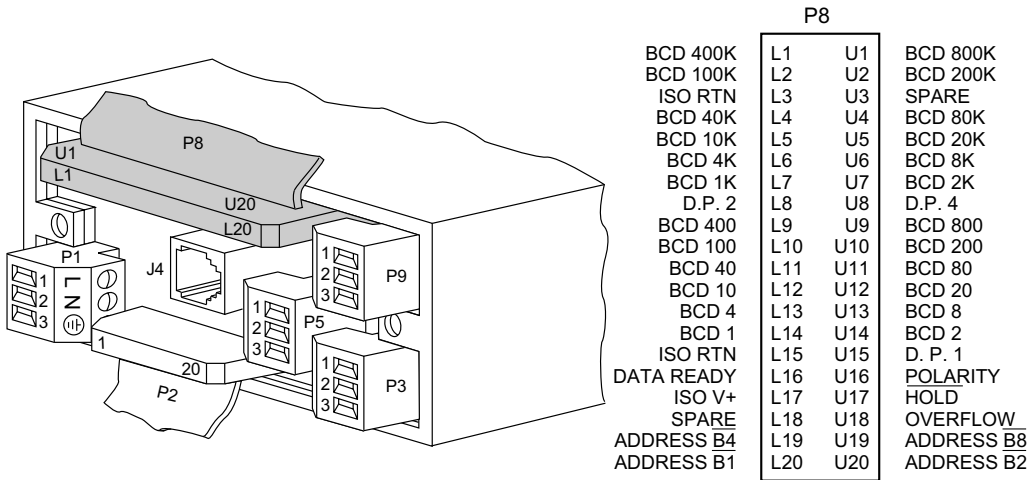 P8
BCD 400K L1 U1 BCD 800K
BCD 100K L2 U2 BCD 200K
ISO RTN L3 U3 SPARE
BCD 40K L4 U4 BCD 80K
BCD 10K L5 U5 BCD 20K
BCD 4K L6 U6 BCD 8K
BCD 1K L7 U7 BCD 2K
D.P. 2 L8 U8 D.P. 4
BCD 400 L9 U9 BCD 800
BCD 100 L10 U10 BCD 200
BCD 40 L11 U11 BCD 80
BCD 10 L12 U12 BCD 20
BCD 4 L13 U13 BCD 8
BCD 1 L14 U14 BCD 2
ISO RTN L15 U15 D. P. 1
DATA READY L16 U16 POLARITY
ISO V+ L17 U17 HOLD
SPARE L18 U18 OVERFLOW
ADDRESS B4 L19 U19 ADDRESS B8
ADDRESS B1 L20 U20 ADDRESS B2
P8
U1
L1
U20
L20
P1
1 L
2 N
3
J4
1
2
3
P9
1
2
3
P5
1
2
3
P3
1
20
P2